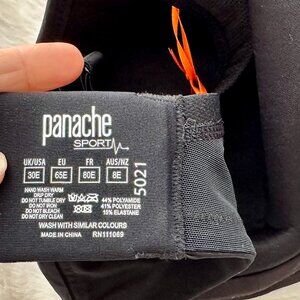 panache
SPORT
UK/USA EU FR AUS/NZ
30E 65E 80E 8E
HAND WASH WARM
DRIP DRY
DO NOT TUMBLE DRY
DO NOT IRON
DO NOT BLEACH
DO NOT DRY CLEAN
44% POLYAMIDE
41% POLYESTER
15% ELASTANE
WASH WITH SIMILAR COLOURS
MADE IN CHINA RN111069
5021